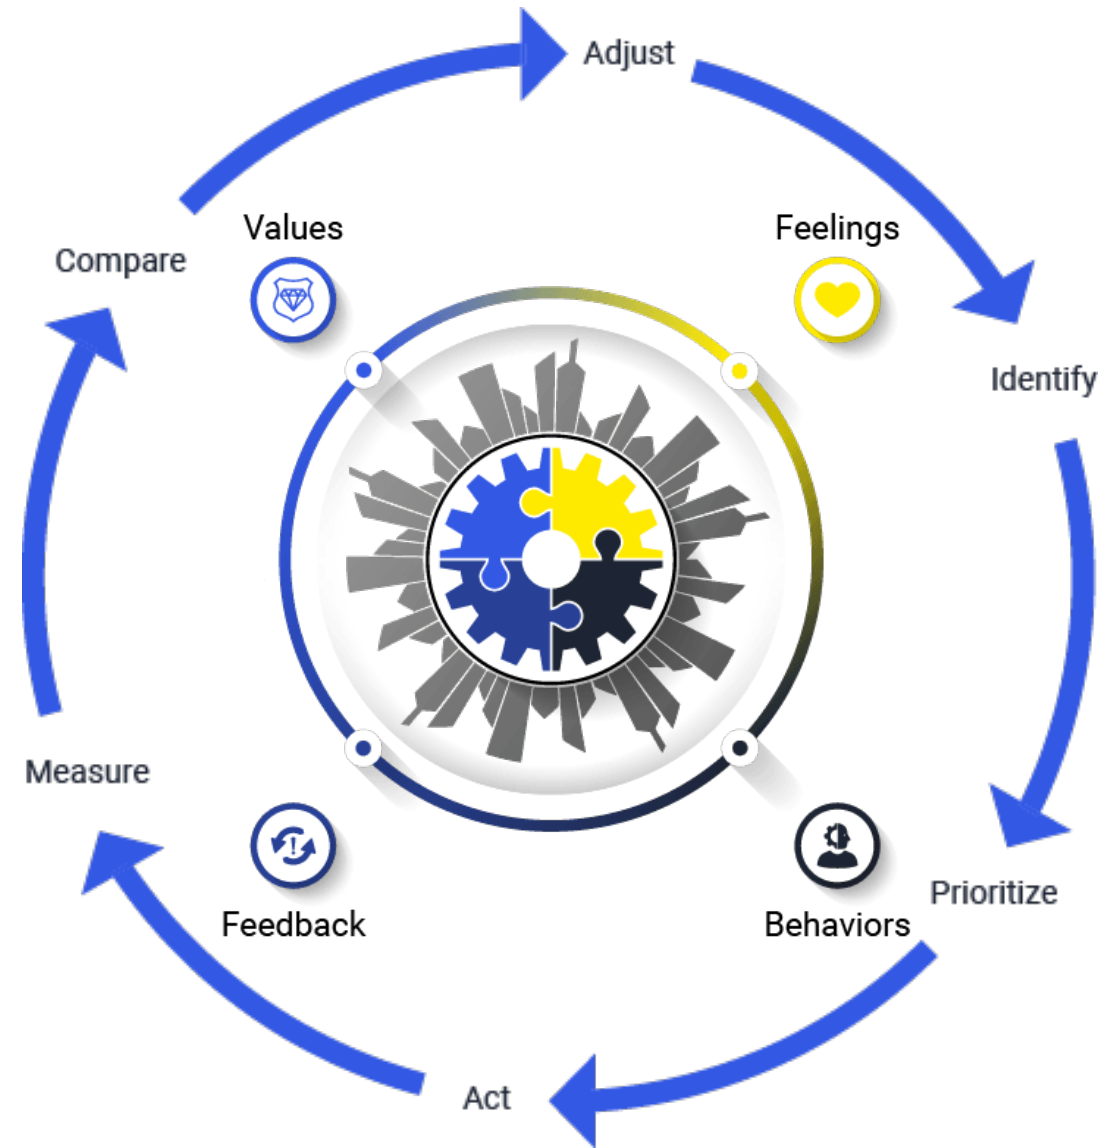 Adjust
Values
Feelings
Compare
Identify
Measure
Prioritize
Feedback
Behaviors
Act